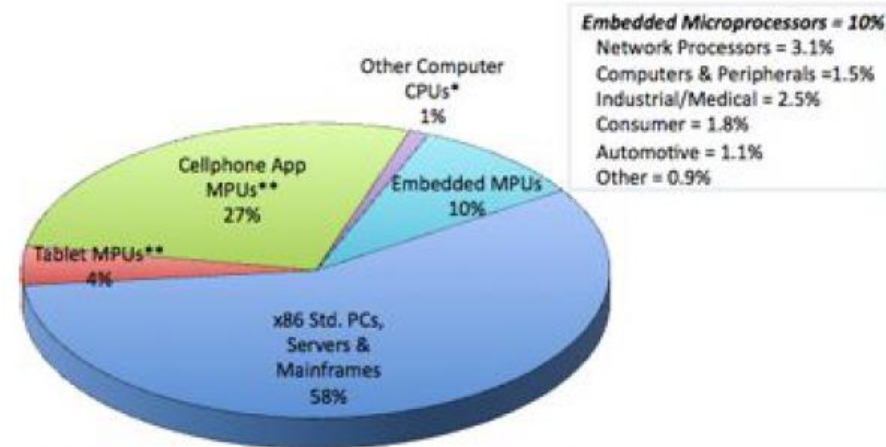 Embedded Microprocessors = 10%
Network Processors = 3.1%
Computers & Peripherals =1.5%
Industrial/Medical = 2.5%
Consumer = 1.8%
Automotive = 1.1%
Other = 0.9%
Other Computer
CPUs*
1%
Cellphone App
MPUs**
27%
Embedded MPUs
10%
Tablet MPUs**
4%
x86 Std. PCs,
Servers &
Mainframes
58%